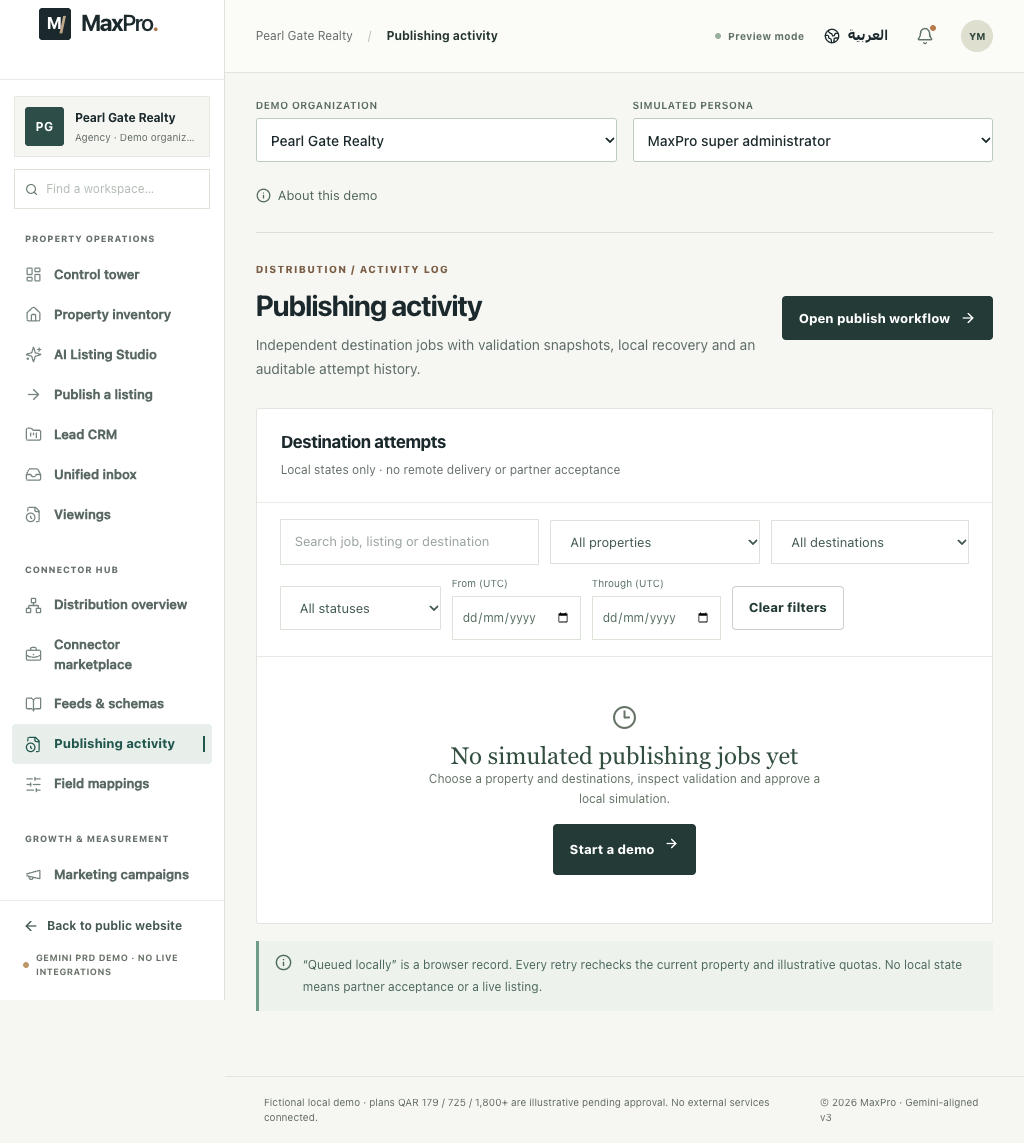 M/ MaxPro.
PG
Pearl Gate Realty
Agency · Demo organiz...
Find a workspace...
PROPERTY OPERATIONS
Control tower
Property inventory
AI Listing Studio
Publish a listing
Lead CRM
Unified inbox
Viewings
CONNECTOR HUB
Distribution overview
Connector
marketplace
Feeds & schemas
Publishing activity
Field mappings
GROWTH & MEASUREMENT
Marketing campaigns
Back to public website
GEMINI PRD DEMO · NO LIVE
INTEGRATIONS
Pearl Gate Realty / Publishing activity
Preview mode
العربية
YM
DEMO ORGANIZATION
Pearl Gate Realty
SIMULATED PERSONA
MaxPro super administrator
About this demo
DISTRIBUTION / ACTIVITY LOG
Publishing activity
Independent destination jobs with validation snapshots, local recovery and an
auditable attempt history.
Open publish workflow
Destination attempts
Local states only · no remote delivery or partner acceptance
Search job, listing or destination
All properties
All destinations
All statuses
From (UTC)
dd/mm/yyyy
Through (UTC)
dd/mm/yyyy
Clear filters
No simulated publishing jobs yet
Choose a property and destinations, inspect validation and approve a
local simulation.
Start a demo
“Queued locally” is a browser record. Every retry rechecks the current property and illustrative quotas. No local state
means partner acceptance or a live listing.
Fictional local demo · plans QAR 179 / 725 / 1,800+ are illustrative pending approval. No external services
connected.
© 2026 MaxPro · Gemini-aligned
v3